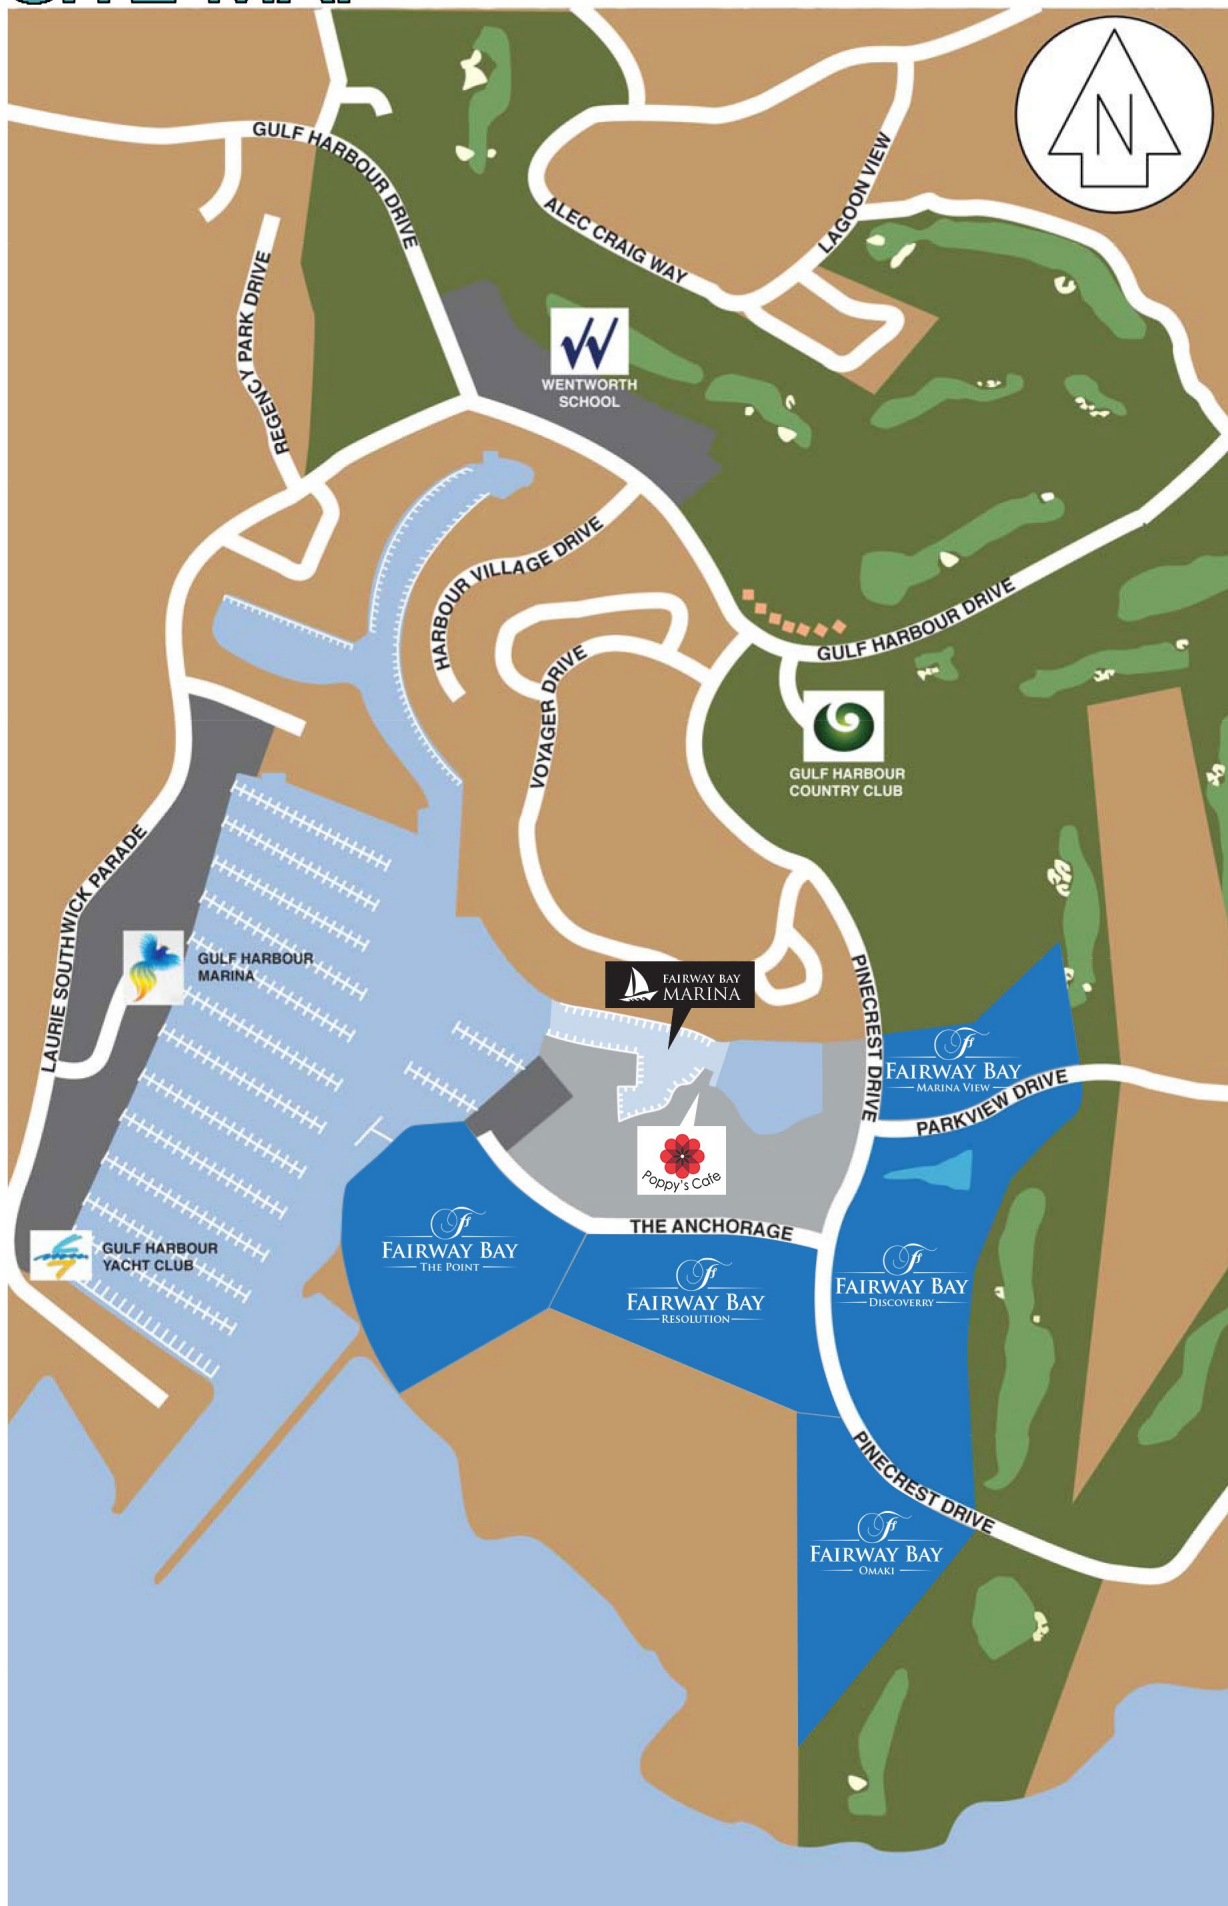 SITE MAP
N
GULF HARBOUR DRIVE
ALEC CRAIG WAY
LAGOON VIEW
REGENCY PARK DRIVE
WENTWORTH
SCHOOL
HARBOUR VILLAGE DRIVE
GULF HARBOUR DRIVE
VOYAGER DRIVE
GULF HARBOUR
COUNTRY CLUB
LAURIE SOUTHWICK PARADE
GULF HARBOUR
MARINA
FAIRWAY BAY
MARINA
PINECREST DRIVE
FAIRWAY BAY
MARINA VIEW
PARKVIEW DRIVE
Poppy's Cafe
THE ANCHORAGE
GULF HARBOUR
YACHT CLUB
FAIRWAY BAY
THE POINT
FAIRWAY BAY
RESOLUTION
FAIRWAY BAY
DISCOVERRY
PINECREST DRIVE
FAIRWAY BAY
OMAKI